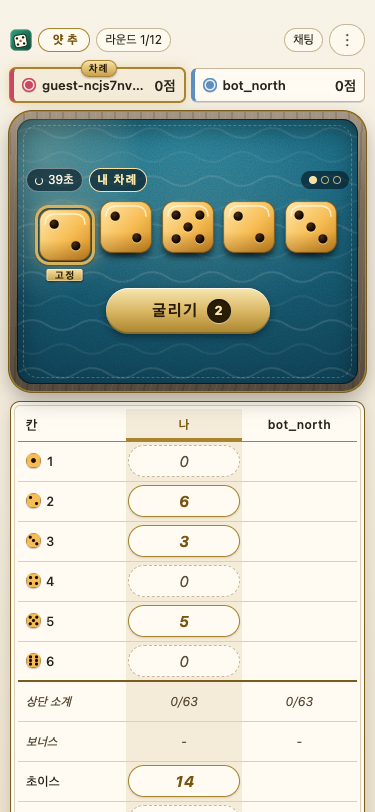 얏 추 라운드 1/12 채팅
차례
guest-ncjs7nv... 0점 bot_north 0점
39초 내 차례
고정
굴리기 2
칸 나 bot_north
1 0
2 6
3 3
4 0
5 5
6 0
상단 소계 0/63 0/63
보너스 - -
초이스 14